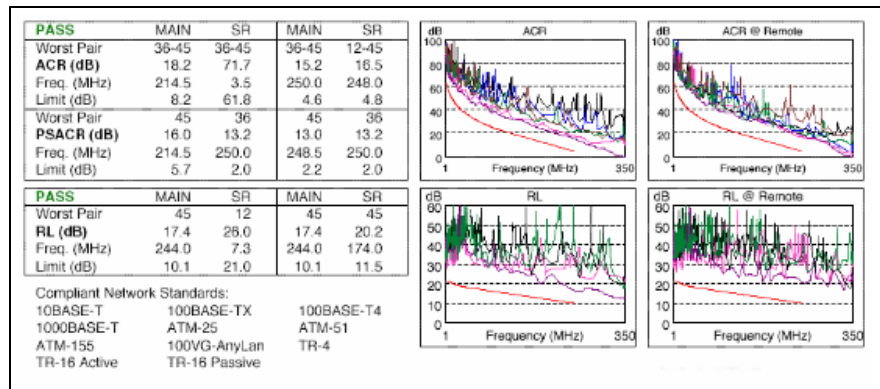 PASS MAIN SR MAIN SR
Worst Pair 36-45 36-45 36-45 12-45
ACR (dB) 18.2 71.7 15.2 16.5
Freq. (MHz) 214.5 3.5 250.0 248.0
Limit (dB) 8.2 61.8 4.6 4.8
Worst Pair 45 36 45 36
PSACR (dB) 16.0 13.2 13.0 13.2
Freq. (MHz) 214.5 250.0 248.5 250.0
Limit (dB) 5.7 2.0 2.2 2.0
PASS MAIN SR MAIN SR
Worst Pair 45 12 45 45
RL (dB) 17.4 26.0 17.4 20.2
Freq. (MHz) 244.0 7.3 244.0 174.0
Limit (dB) 10.1 21.0 10.1 11.5
Compliant Network Standards:
10BASE-T 100BASE-TX 100BASE-T4
1000BASE-T ATM-25 ATM-51
ATM-155 100VG-AnyLan TR-4
TR-16 Active TR-16 Passive
dB ACR
100
80
60
40
20
0
1 Frequency (MHz) 350
dB ACR @ Remote
100
80
60
40
20
0
1 Frequency (MHz) 350
dB RL
60
50
40
30
20
10
0
1 Frequency (MHz) 350
dB RL @ Remote
60
50
40
30
20
10
0
1 Frequency (MHz) 350